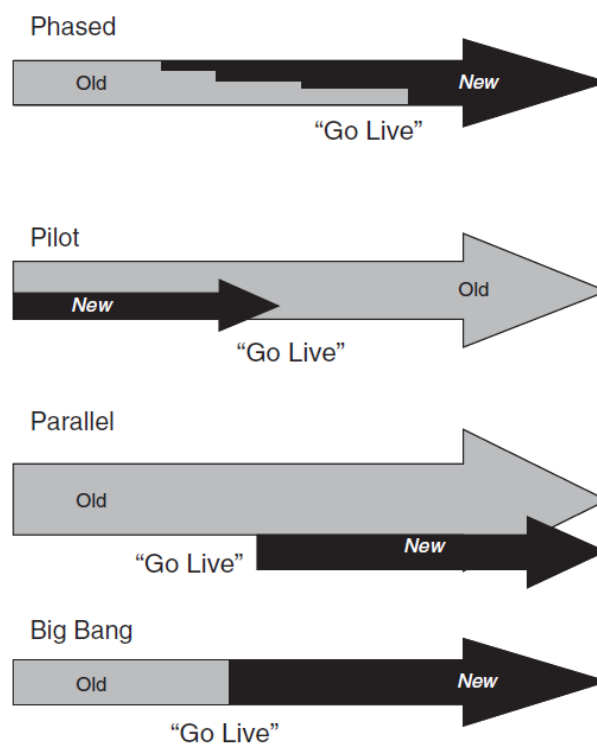 Phased
Old
New
“Go Live”
Pilot
New
Old
“Go Live”
Parallel
Old
New
“Go Live”
Big Bang
Old
New
“Go Live”